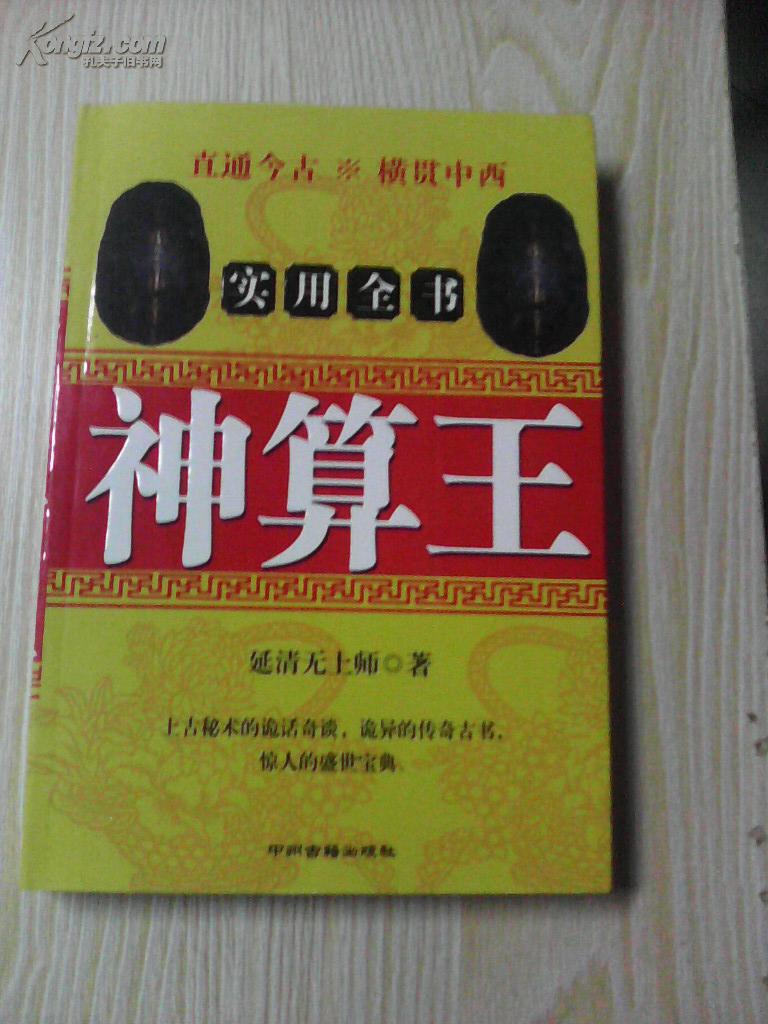 Kongfz.com
孔夫子旧书网
直通今古 ※ 横贯中西
实用全书
神算王
延清无上师◎著
上古秘术的诡话奇谈，诡异的传奇古书，
惊人的盛世宝典
中州古籍出版社